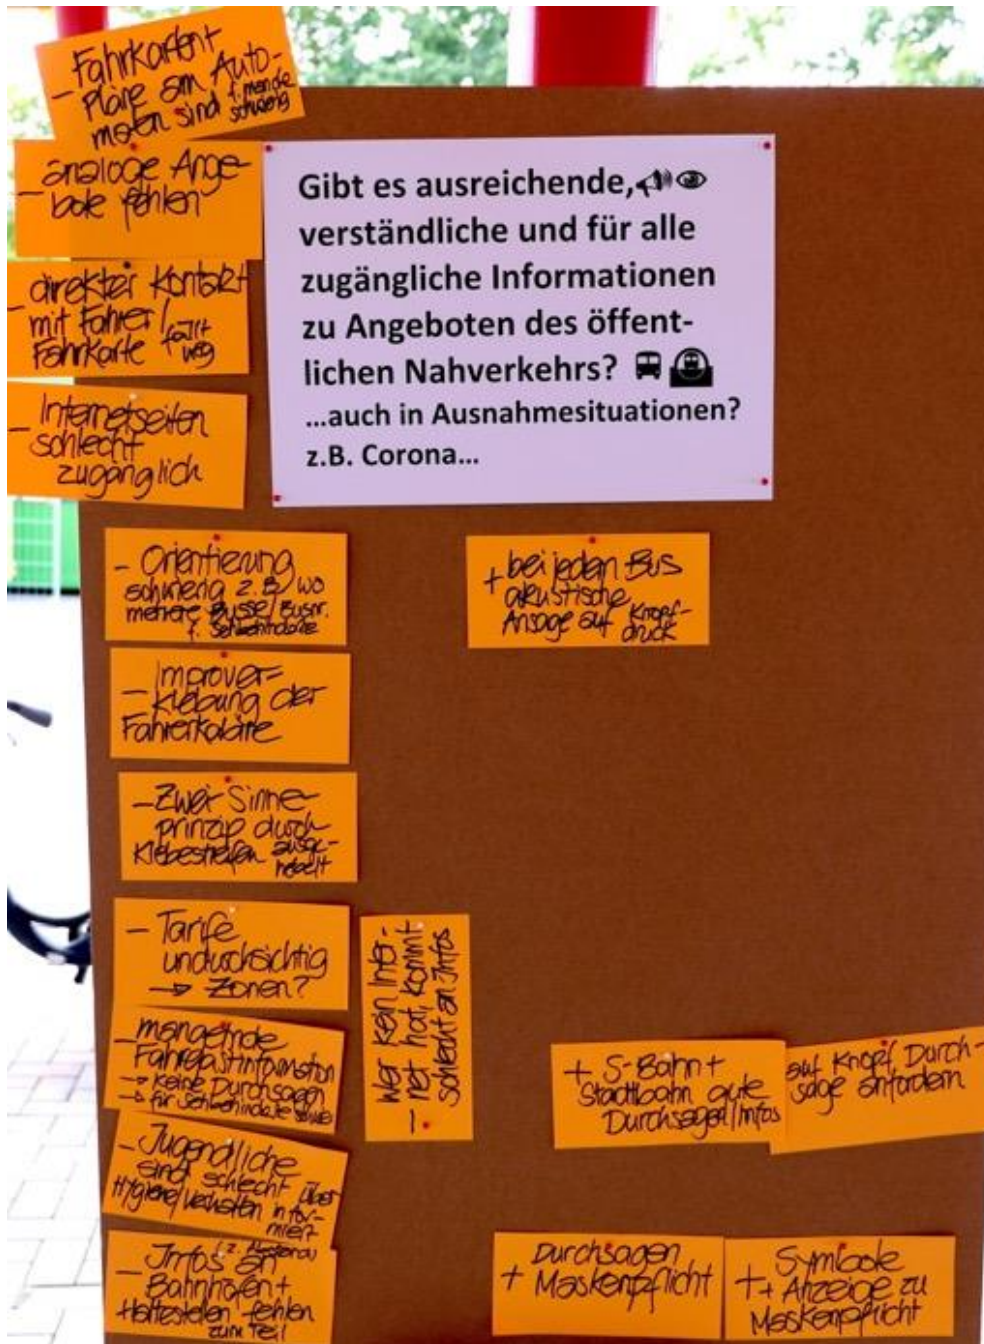 Fahrkarten+
- Pläne am Auto-
maten sind f. manche
schwierig
analoge Ange-
- bote fehlen
direkter Kontakt
- mit Fahrer/
Fahrkarte fällt
weg
- Internetseiten
schlecht
zugänglich
Gibt es ausreichende,
verständliche und für alle
zugängliche Informationen
zu Angeboten des öffent-
lichen Nahverkehrs?
...auch in Ausnahmesituationen?
z.B. Corona...
- Orientierung
schwierig z.B. wo
mehrere Busse/Busnr.
f. Sehbehinderte
+ bei jedem Bus
akustische
Ansage auf Knopf-
druck
- Klebung der
- Zwei Sinne
prinzip durch
Klebestreifen ausge-
hebelt
- Tarife
undurchsichtig
→ Zonen?
Wer kein Inter-
net hat, kommt
- schlecht an Infos
- mangelnde
Fahrgastinformation
→ keine Durchsagen
→ für Sehbehinderte
- Jugendliche
sind schlecht über
Hygiene/verhalten infor-
miert
- Infos an
Bahnhöfen+
Haltestellen fehlen
zum Teil
+ S-Bahn+
Stadtbahn gute
Durchsagen/Infos
auf Knopf Durch-
sage anfordern
Durchsagen
+ Maskenpflicht
Symbole
+ + Anzeige zu
Maskenpflicht